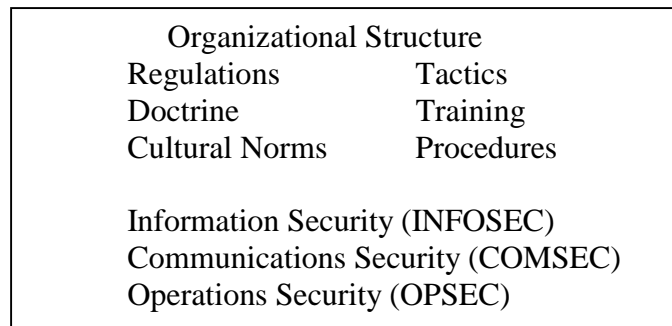 Organizational Structure
Regulations Tactics
Doctrine Training
Cultural Norms Procedures
Information Security (INFOSEC)
Communications Security (COMSEC)
Operations Security (OPSEC)